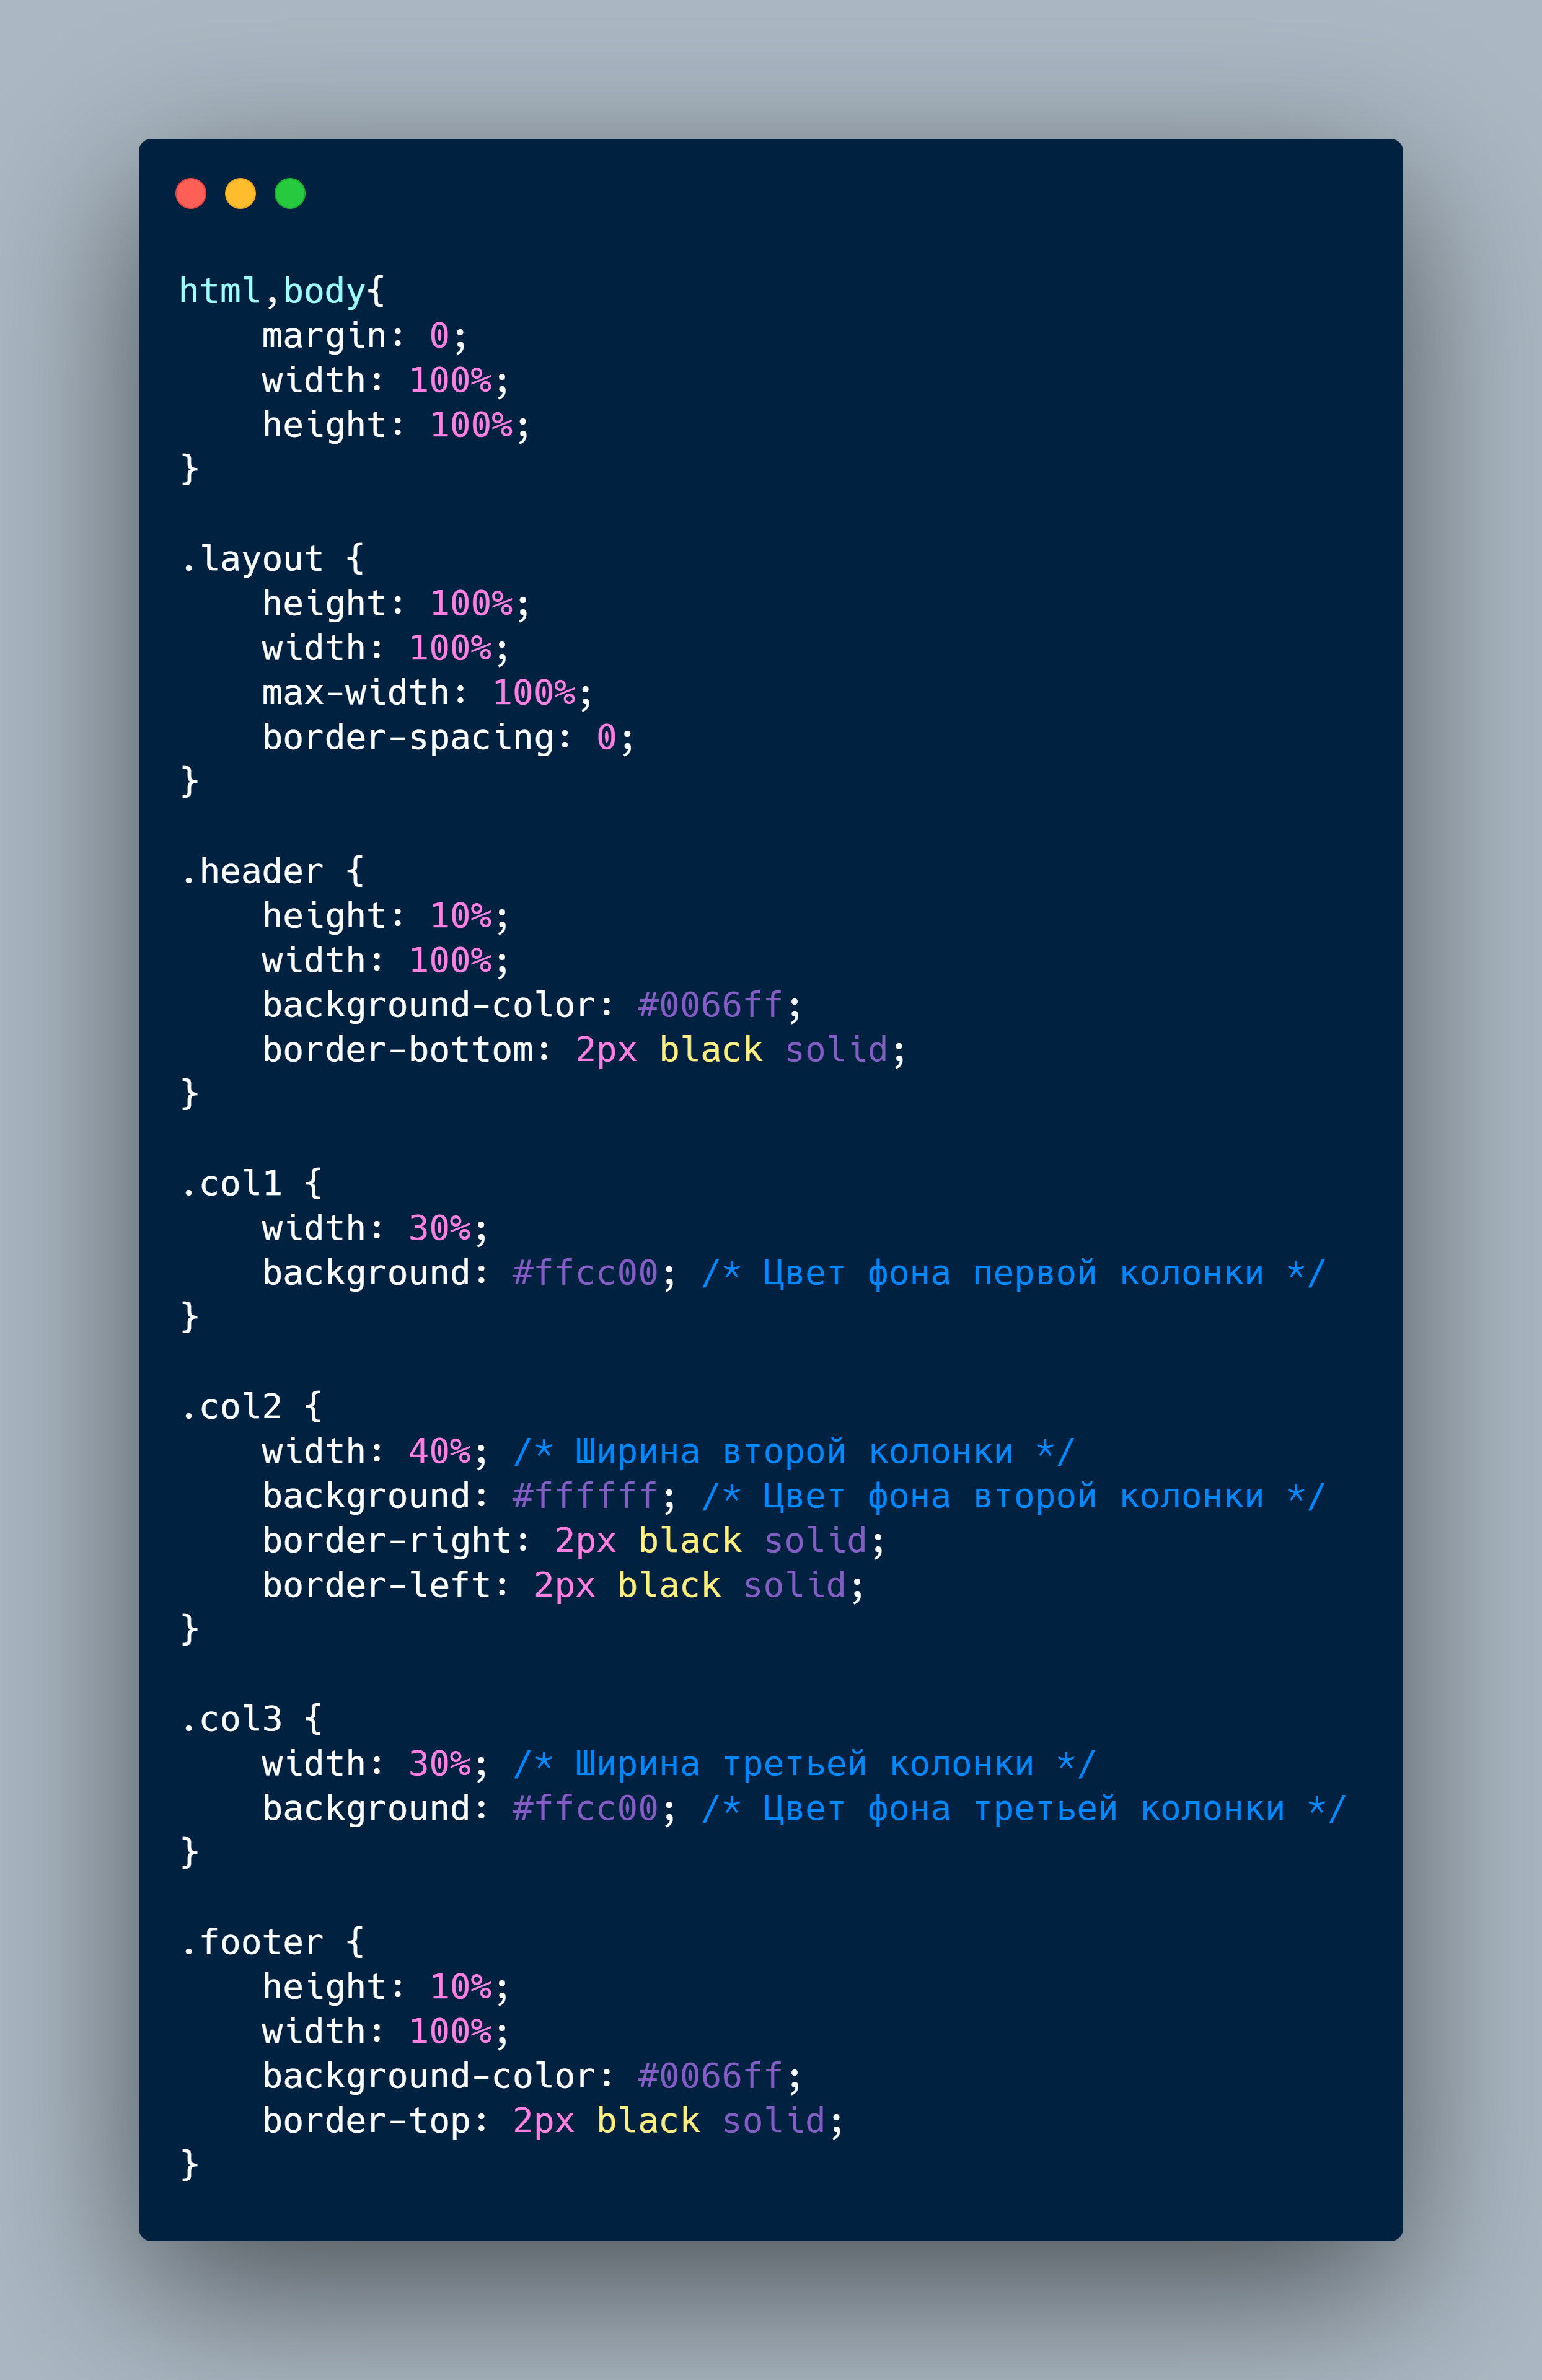 html,body{
    margin: 0;
    width: 100%;
    height: 100%;
}

.layout {
    height: 100%;
    width: 100%;
    max-width: 100%;
    border-spacing: 0;
}

.header {
    height: 10%;
    width: 100%;
    background-color: #0066ff;
    border-bottom: 2px black solid;
}

.col1 {
    width: 30%;
    background: #ffcc00; /* Цвет фона первой колонки */
}

.col2 {
    width: 40%; /* Ширина второй колонки */
    background: #ffffff; /* Цвет фона второй колонки */
    border-right: 2px black solid;
    border-left: 2px black solid;
}

.col3 {
    width: 30%; /* Ширина третьей колонки */
    background: #ffcc00; /* Цвет фона третьей колонки */
}

.footer {
    height: 10%;
    width: 100%;
    background-color: #0066ff;
    border-top: 2px black solid;
}